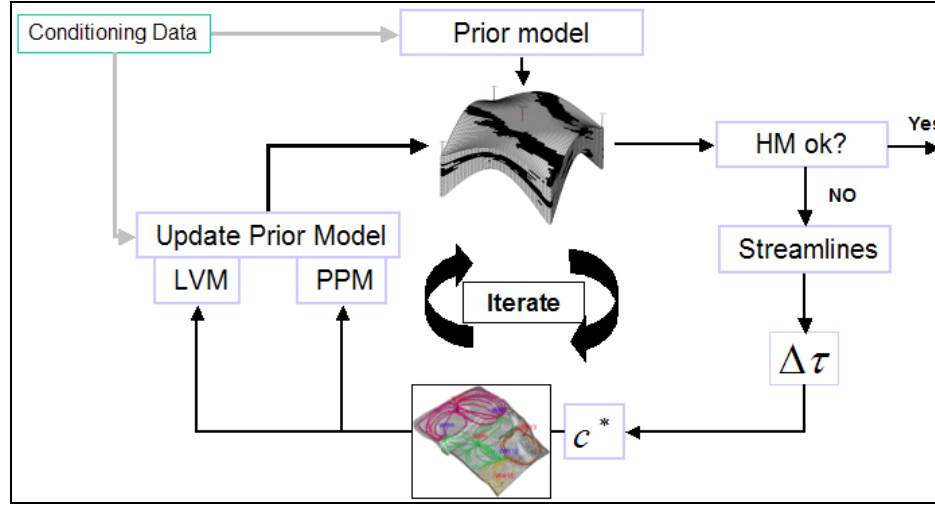 Conditioning Data
Prior model
HM ok?
Yes
NO
Update Prior Model
LVM
PPM
Iterate
Streamlines
Δτ
c*